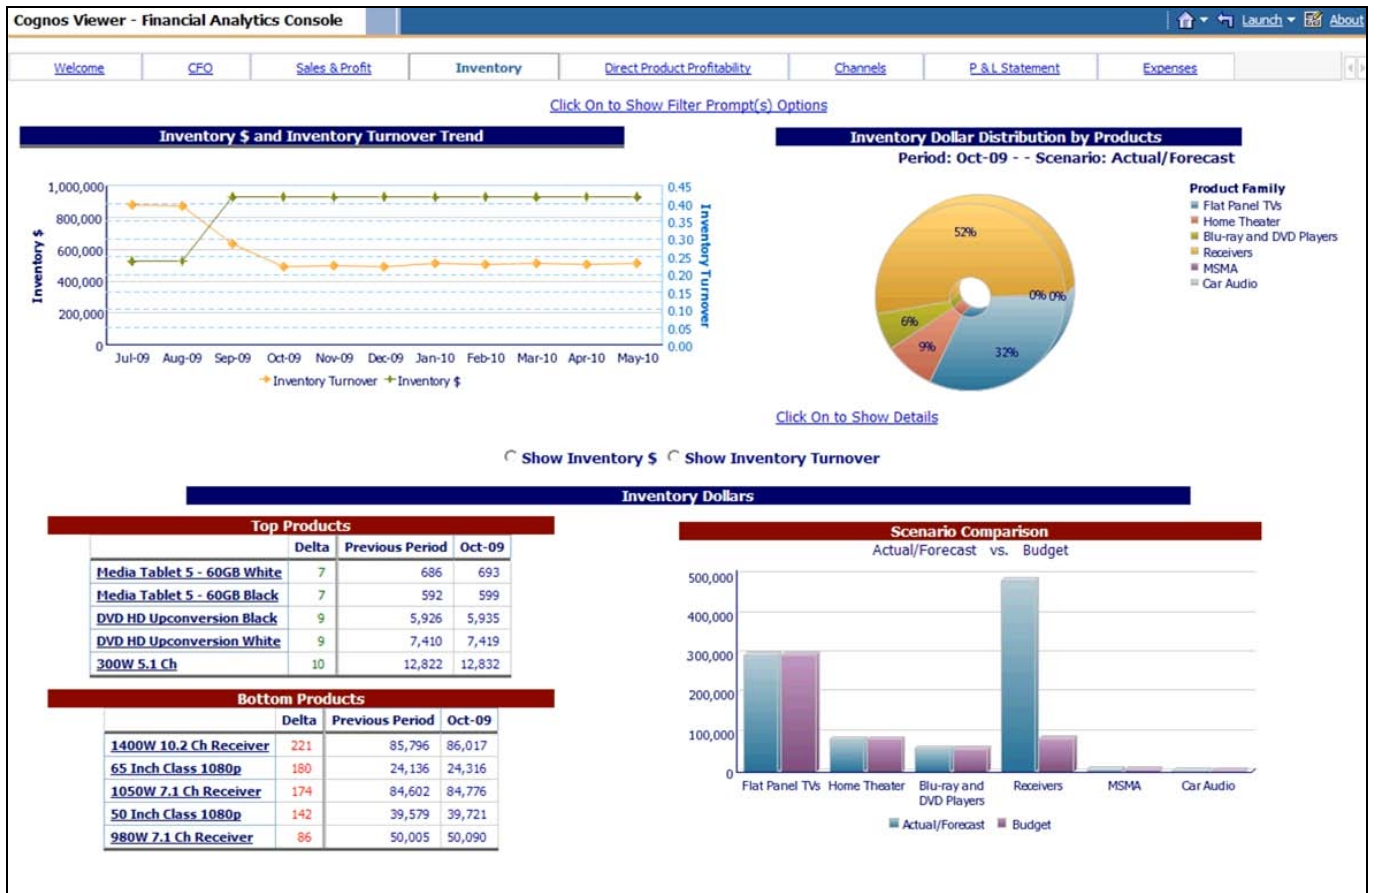 Cognos Viewer - Financial Analytics Console
Launch About
Welcome CFO Sales & Profit Inventory Direct Product Profitability Channels P & L Statement Expenses
Click On to Show Filter Prompt(s) Options
Inventory $ and Inventory Turnover Trend
Inventory $
1,000,000
800,000
600,000
400,000
200,000
0
0.45
0.40
0.35
0.30
0.25
0.20
0.15
0.10
0.05
0.00
Inventory Turnover
Jul-09 Aug-09 Sep-09 Oct-09 Nov-09 Dec-09 Jan-10 Feb-10 Mar-10 Apr-10 May-10
Inventory Turnover Inventory $
Inventory Dollar Distribution by Products
Period: Oct-09 - - Scenario: Actual/Forecast
52%
0% 0%
6%
9%
32%
Product Family
Flat Panel TVs
Home Theater
Blu-ray and DVD Players
Receivers
MSMA
Car Audio
Click On to Show Details
Show Inventory $ Show Inventory Turnover
Inventory Dollars
Top Products
Delta Previous Period Oct-09
Media Tablet 5 - 60GB White 7 686 693
Media Tablet 5 - 60GB Black 7 592 599
DVD HD Upconversion Black 9 5,926 5,935
DVD HD Upconversion White 9 7,410 7,419
300W 5.1 Ch 10 12,822 12,832
Bottom Products
Delta Previous Period Oct-09
1400W 10.2 Ch Receiver 221 85,796 86,017
65 Inch Class 1080p 180 24,136 24,316
1050W 7.1 Ch Receiver 174 84,602 84,776
50 Inch Class 1080p 142 39,579 39,721
980W 7.1 Ch Receiver 86 50,005 50,090
Scenario Comparison
Actual/Forecast vs. Budget
500,000
400,000
300,000
200,000
100,000
0
Flat Panel TVs Home Theater Blu-ray and Receivers MSMA Car Audio
DVD Players
Actual/Forecast Budget